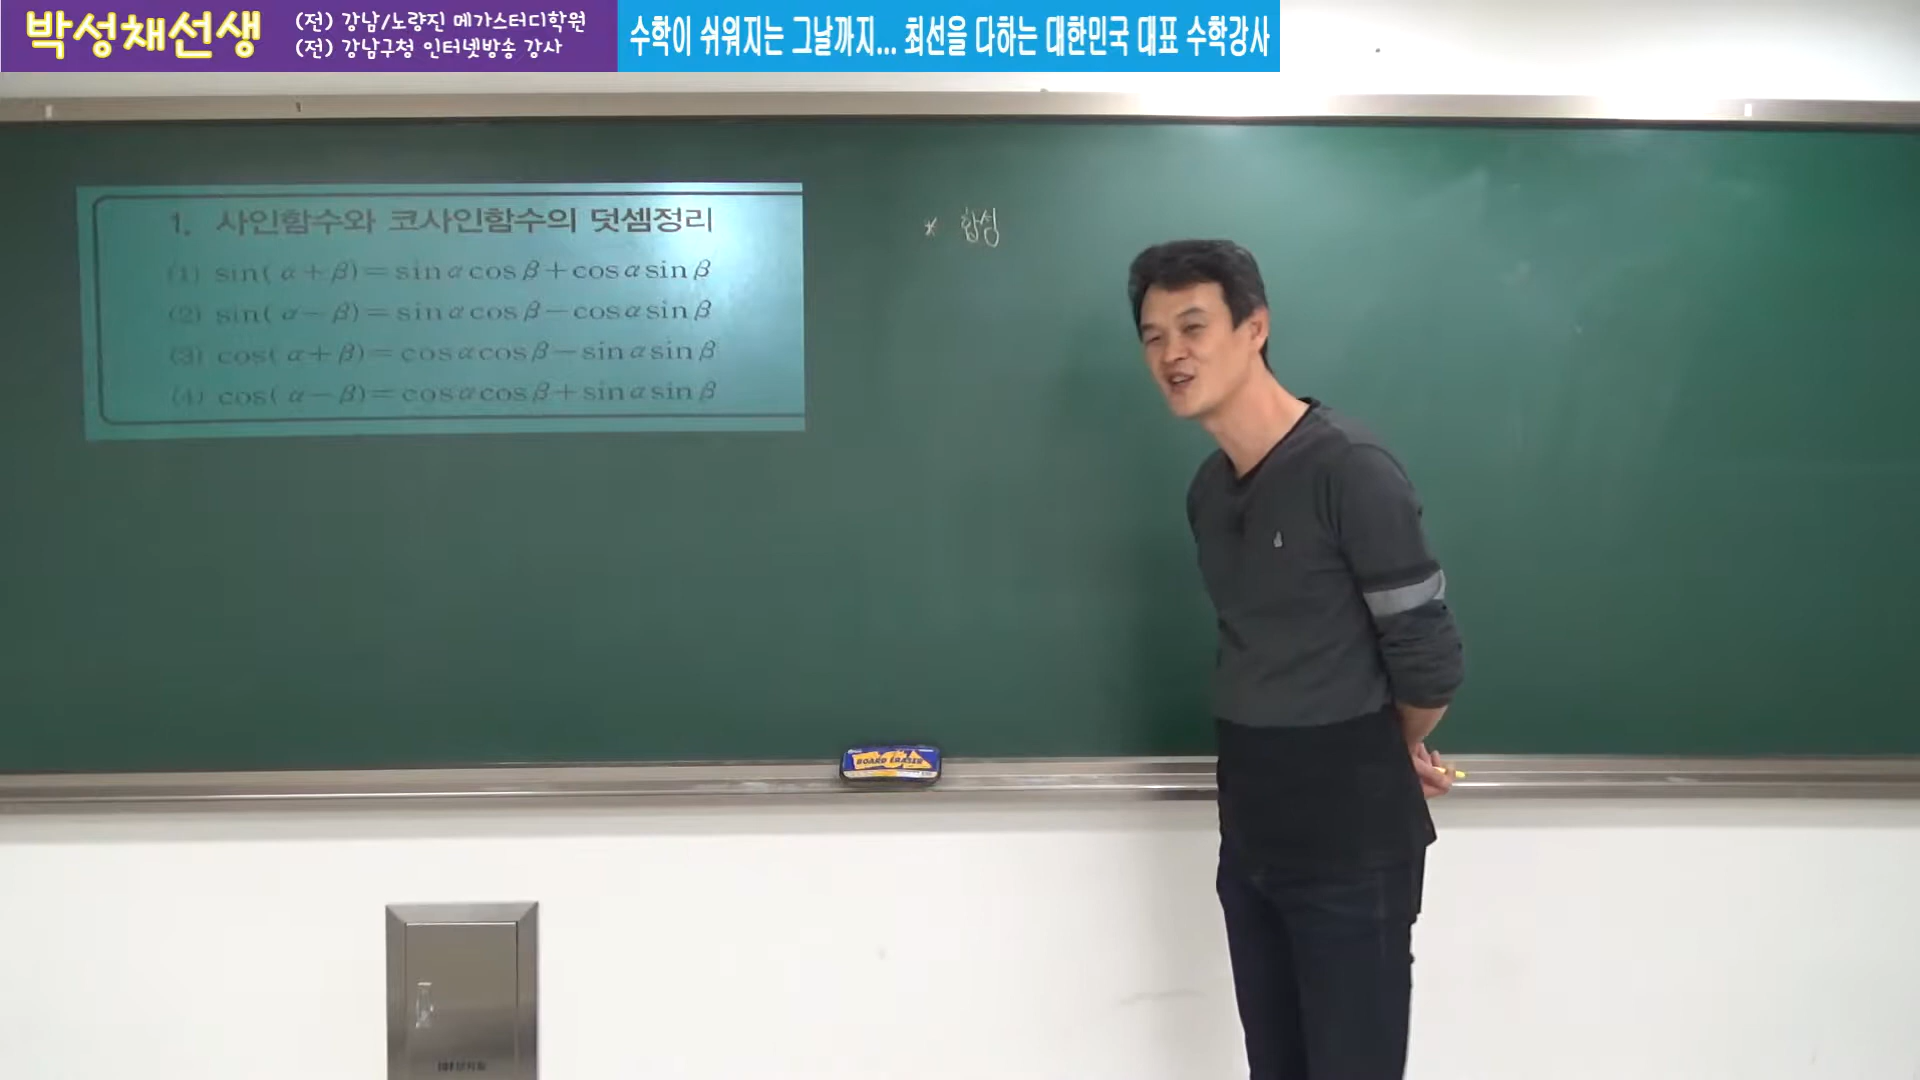 박성채선생
(전) 강남/노량진 메가스터디학원
(전) 강남구청 인터넷방송 강사
수학이 쉬워지는 그날까지... 최선을 다하는 대한민국 대표 수학강사
1. 사인함수와 코사인함수의 덧셈정리
(1) sin( α+β)=sinαcosβ+cosαsinβ
(2) sin( α−β)=sinαcosβ−cosαsinβ
(3) cos( α+β)=cosαcosβ−sinαsinβ
(4) cos( α−β)=cosαcosβ+sinαsinβ
* 합성
BOARD ERASER